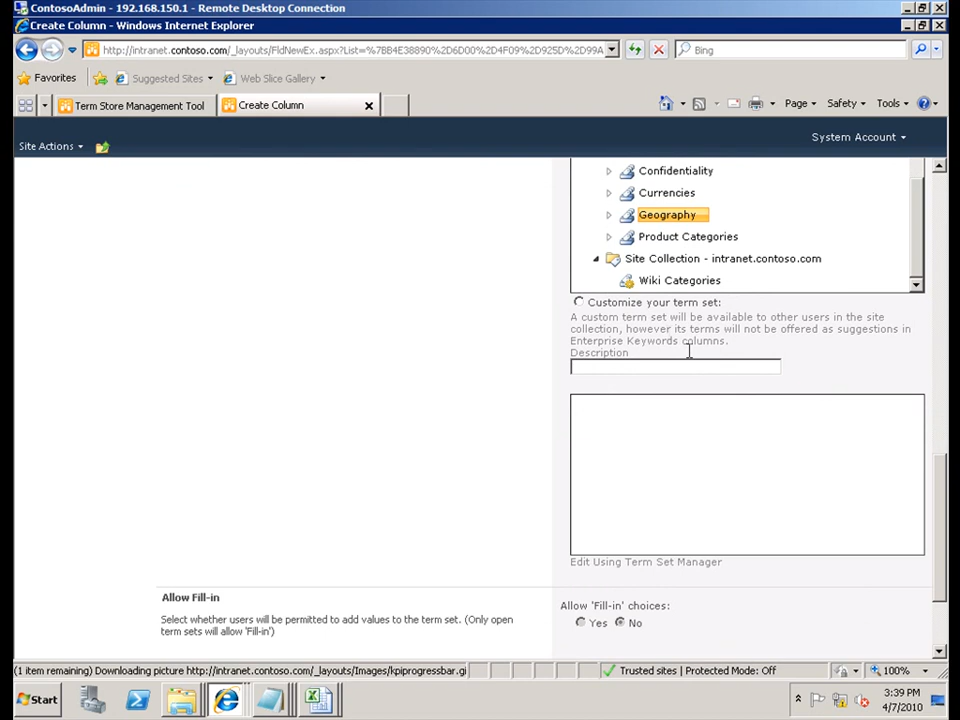 ContosoAdmin - 192.168.150.1 - Remote Desktop Connection
Create Column - Windows Internet Explorer
http://intranet.contoso.com/_layouts/FldNewEx.aspx?List=%7BB4E38890%2D6D00%2D4F09%2D925D%2D99A
Bing
Favorites
Suggested Sites
Web Slice Gallery
Term Store Management Tool
Create Column
Page
Safety
Tools
System Account
Site Actions
Confidentiality
Currencies
Geography
Product Categories
Site Collection - intranet.contoso.com
Wiki Categories
Customize your term set:
A custom term set will be available to other users in the site
collection, however its terms will not be offered as suggestions in
Enterprise Keywords columns.
Description
Edit Using Term Set Manager
Allow Fill-in
Select whether users will be permitted to add values to the term set. (Only open
term sets will allow 'Fill-in')
Allow 'Fill-in' choices:
Yes No
(1 item remaining) Downloading picture http://intranet.contoso.com/_layouts/Images/kpiprogressbar.gi
Trusted sites | Protected Mode: Off
100%
Start
3:39 PM
4/7/2010